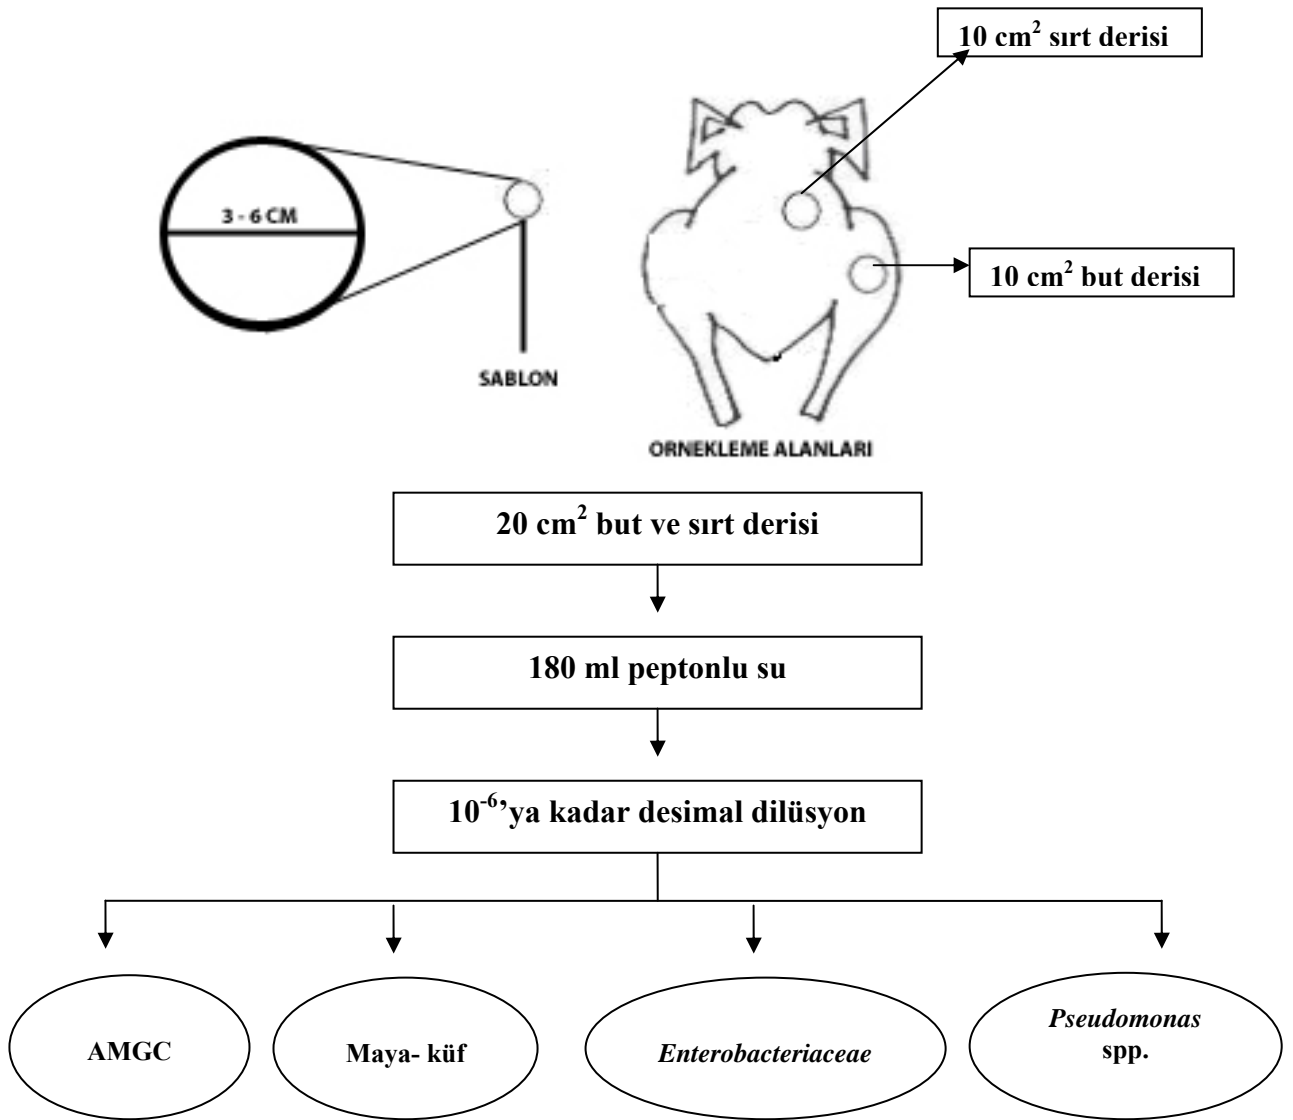 10 cm² sırt derisi
3 - 6 CM
10 cm² but derisi
SABLON
ORNEKLEME ALANLARI
20 cm² but ve sırt derisi
180 ml peptonlu su
10⁻⁶’ya kadar desimal dilüsyon
AMGC
Maya- küf
Enterobacteriaceae
Pseudomonas
spp.